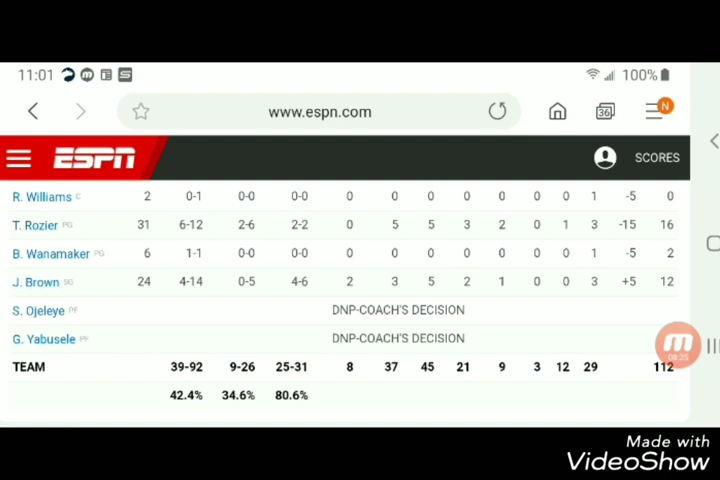 11:01 100%
www.espn.com 36 N
ESPN SCORES
R. Williams C 2 0-1 0-0 0-0 0 0 0 0 0 0 0 1 -5 0
T. Rozier PG 31 6-12 2-6 2-2 0 5 5 3 2 0 1 3 -15 16
B. Wanamaker PG 6 1-1 0-0 0-0 0 0 0 0 0 0 0 1 -5 2
J. Brown SG 24 4-14 0-5 4-6 2 3 5 2 1 0 0 3 +5 12
S. Ojeleye PF DNP-COACH'S DECISION
G. Yabusele PF DNP-COACH'S DECISION
08:25
TEAM 39-92 9-26 25-31 8 37 45 21 9 3 12 29 112
42.4% 34.6% 80.6%
Made with
VideoShow